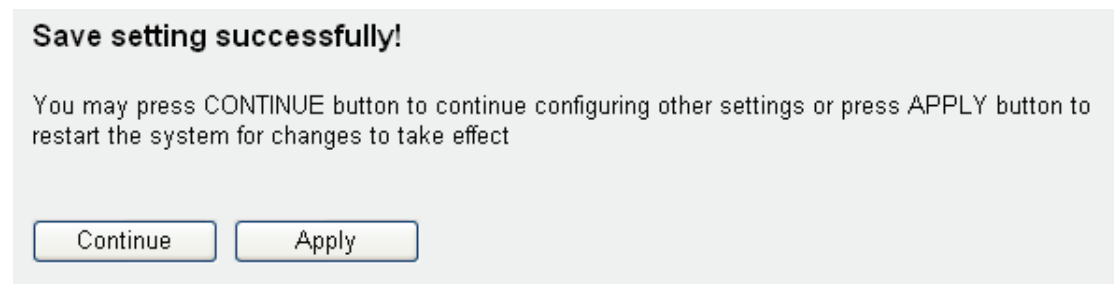 Save setting successfully!
You may press CONTINUE button to continue configuring other settings or press APPLY button to
restart the system for changes to take effect
Continue
Apply